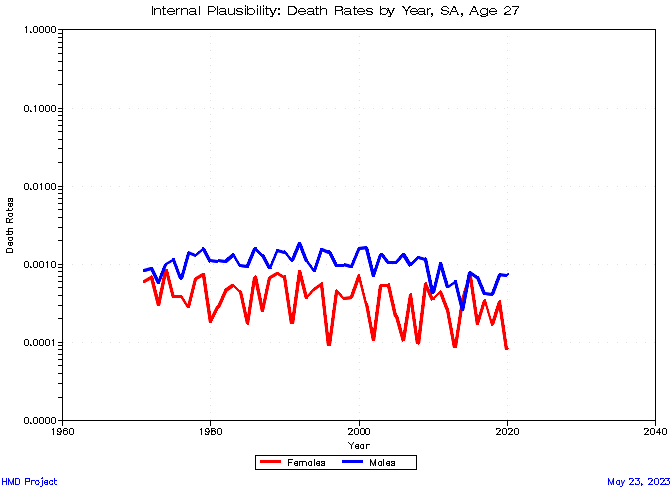 Internal Plausibility: Death Rates by Year, SA, Age 27
1.0000
0.1000
0.0100
0.0010
0.0001
0.0000
Death Rates
1960
1980
2000
2020
2040
Year
Females
Males
HMD Project
May 23, 2023